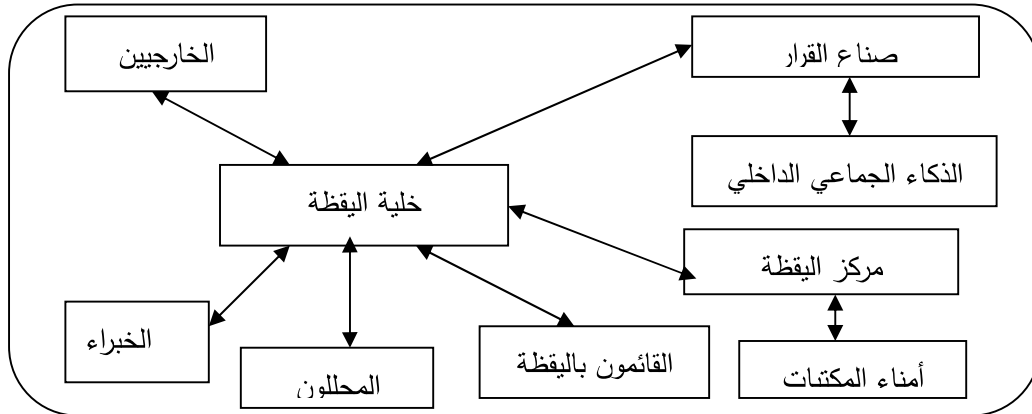 صناع القرار
الخارجيين
الذكاء الجماعي الداخلي
خلية اليقظة
مركز اليقظة
الخبراء
القائمون باليقظة
المحللون
أمناء المكتبات